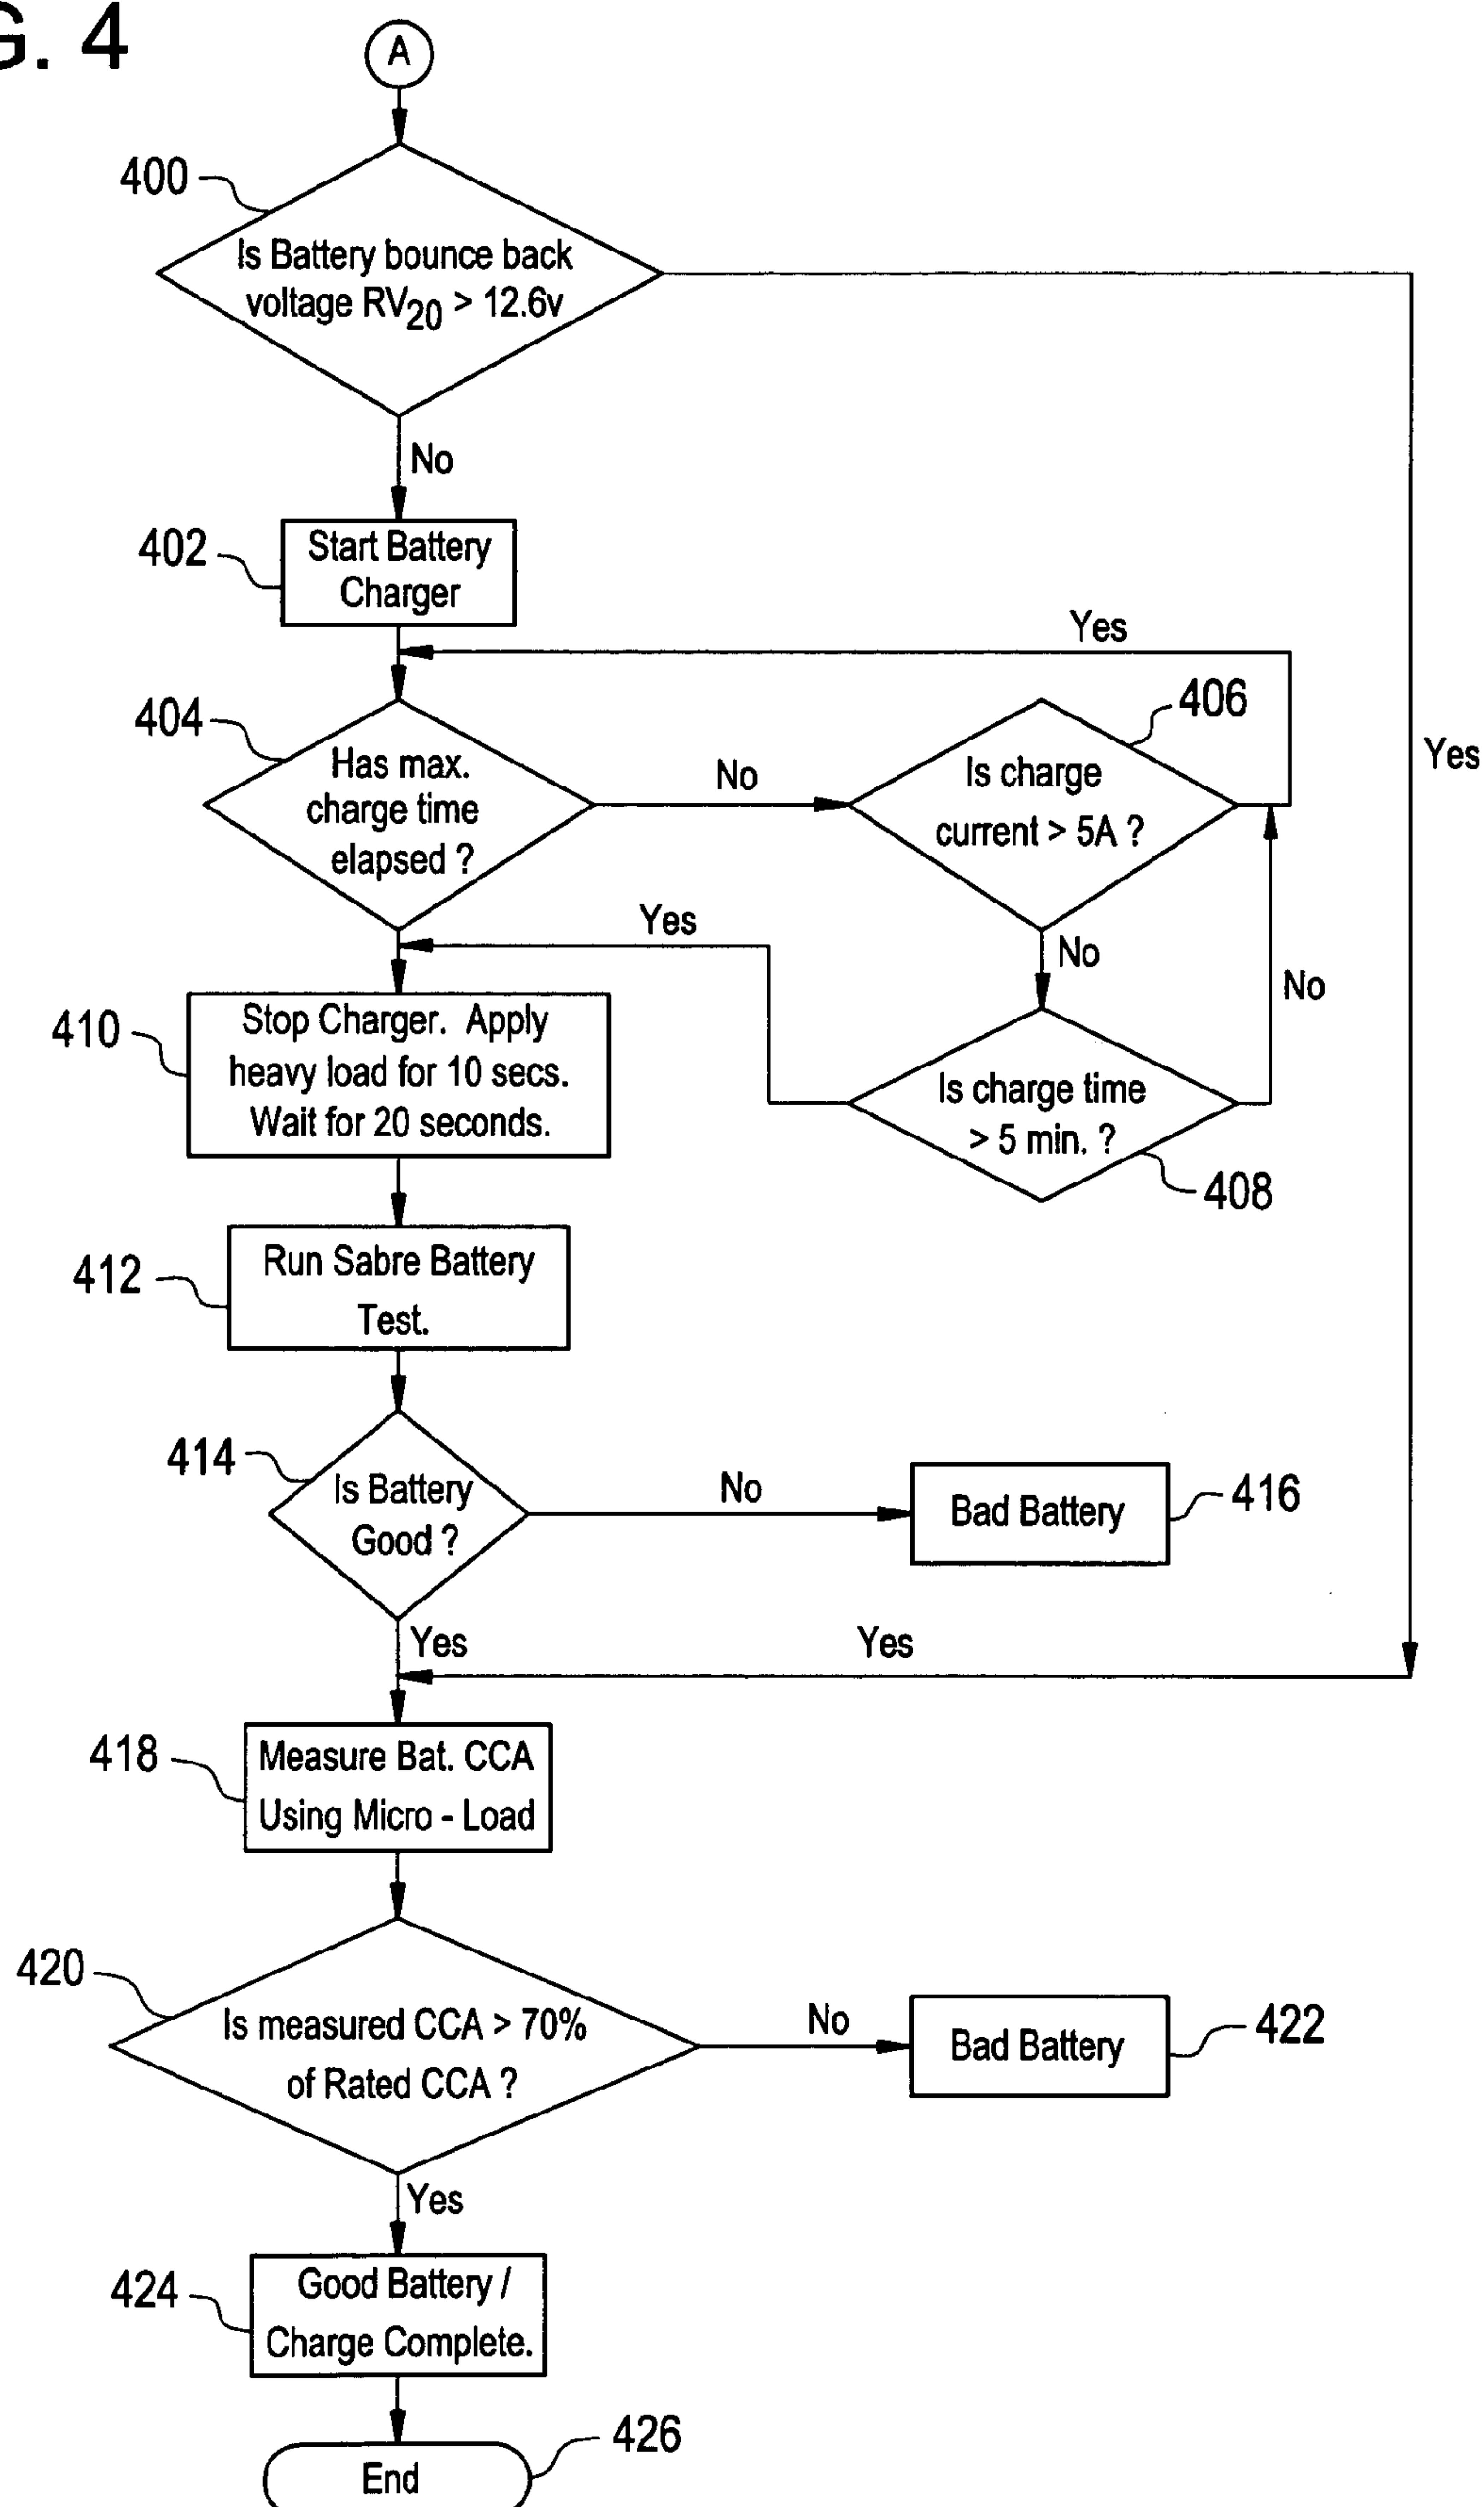 G. 4
A
400
Is Battery bounce back
voltage RV20 > 12.6v
No
402
Start Battery
Charger
Yes
404
Has max.
charge time
elapsed ?
No
406
Is charge
current > 5A ?
Yes
Yes
No
No
410
Stop Charger. Apply
heavy load for 10 secs.
Wait for 20 seconds.
Is charge time
> 5 min. ?
408
412
Run Sabre Battery
Test.
414
Is Battery
Good ?
No
Bad Battery
416
Yes
Yes
418
Measure Bat. CCA
Using Micro - Load
420
Is measured CCA > 70%
of Rated CCA ?
No
Bad Battery
422
Yes
424
Good Battery /
Charge Complete.
426
End